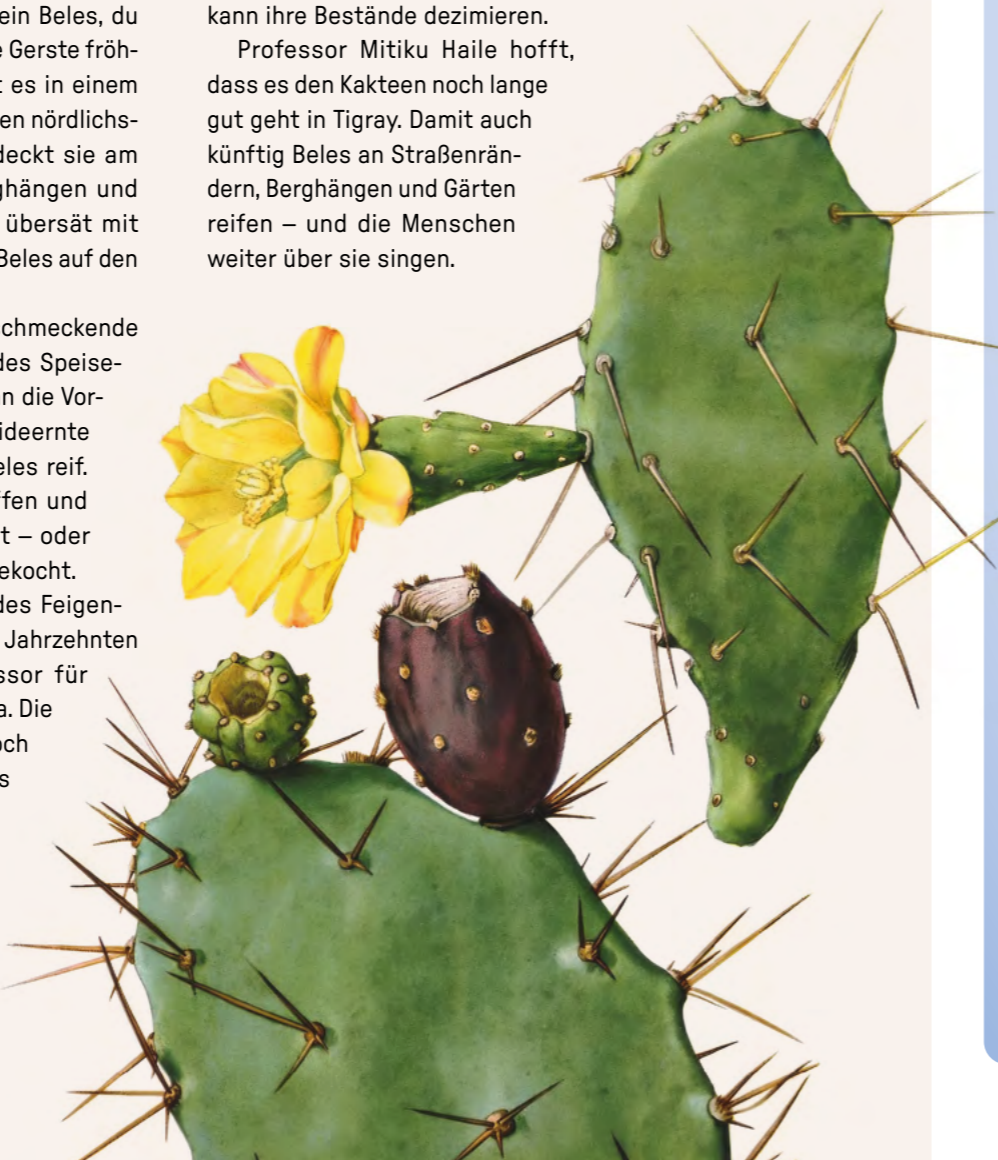 ein Beles, du
Gerste fröh-
es in einem
en nördlichs-
deckt sie am
ghängen und
übersät mit
Beles auf den
chmeckende
des Speise-
n die Vor-
ideernte
eles reif.
ffen und
t – oder
ekocht.
des Feigen-
Jahrzehnten
ssor für
a. Die
och
s
kann ihre Bestände dezimieren.
Professor Mitiku Haile hofft,
dass es den Kakteen noch lange
gut geht in Tigray. Damit auch
künftig Beles an Straßenrän-
dern, Berghängen und Gärten
reifen – und die Menschen
weiter über sie singen.